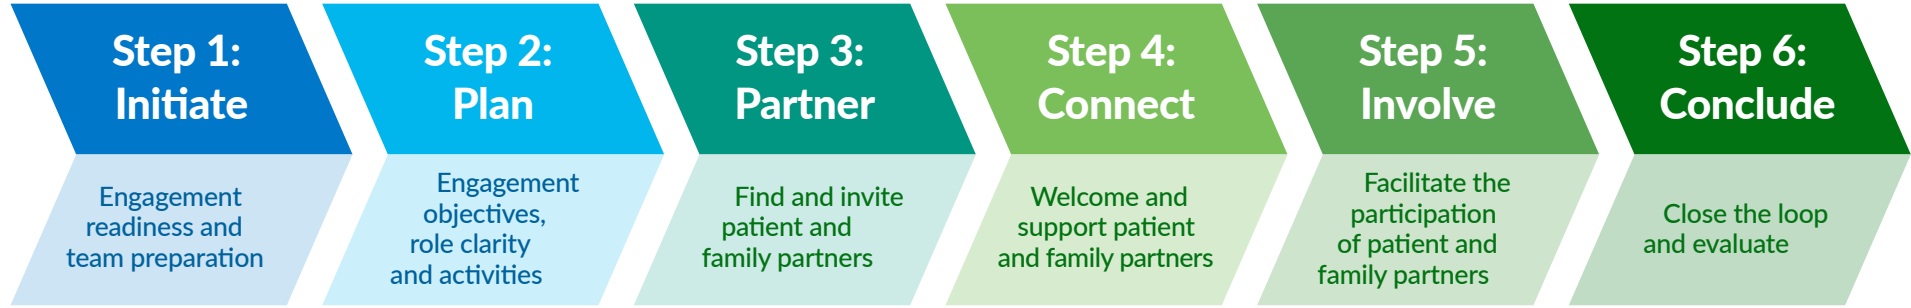 Step 1:
Initiate
Engagement
readiness and
team preparation
Step 2:
Plan
Engagement
objectives,
role clarity
and activities
Step 3:
Partner
Find and invite
patient and
family partners
Step 4:
Connect
Welcome and
support patient
and family partners
Step 5:
Involve
Facilitate the
participation
of patient and
family partners
Step 6:
Conclude
Close the loop
and evaluate